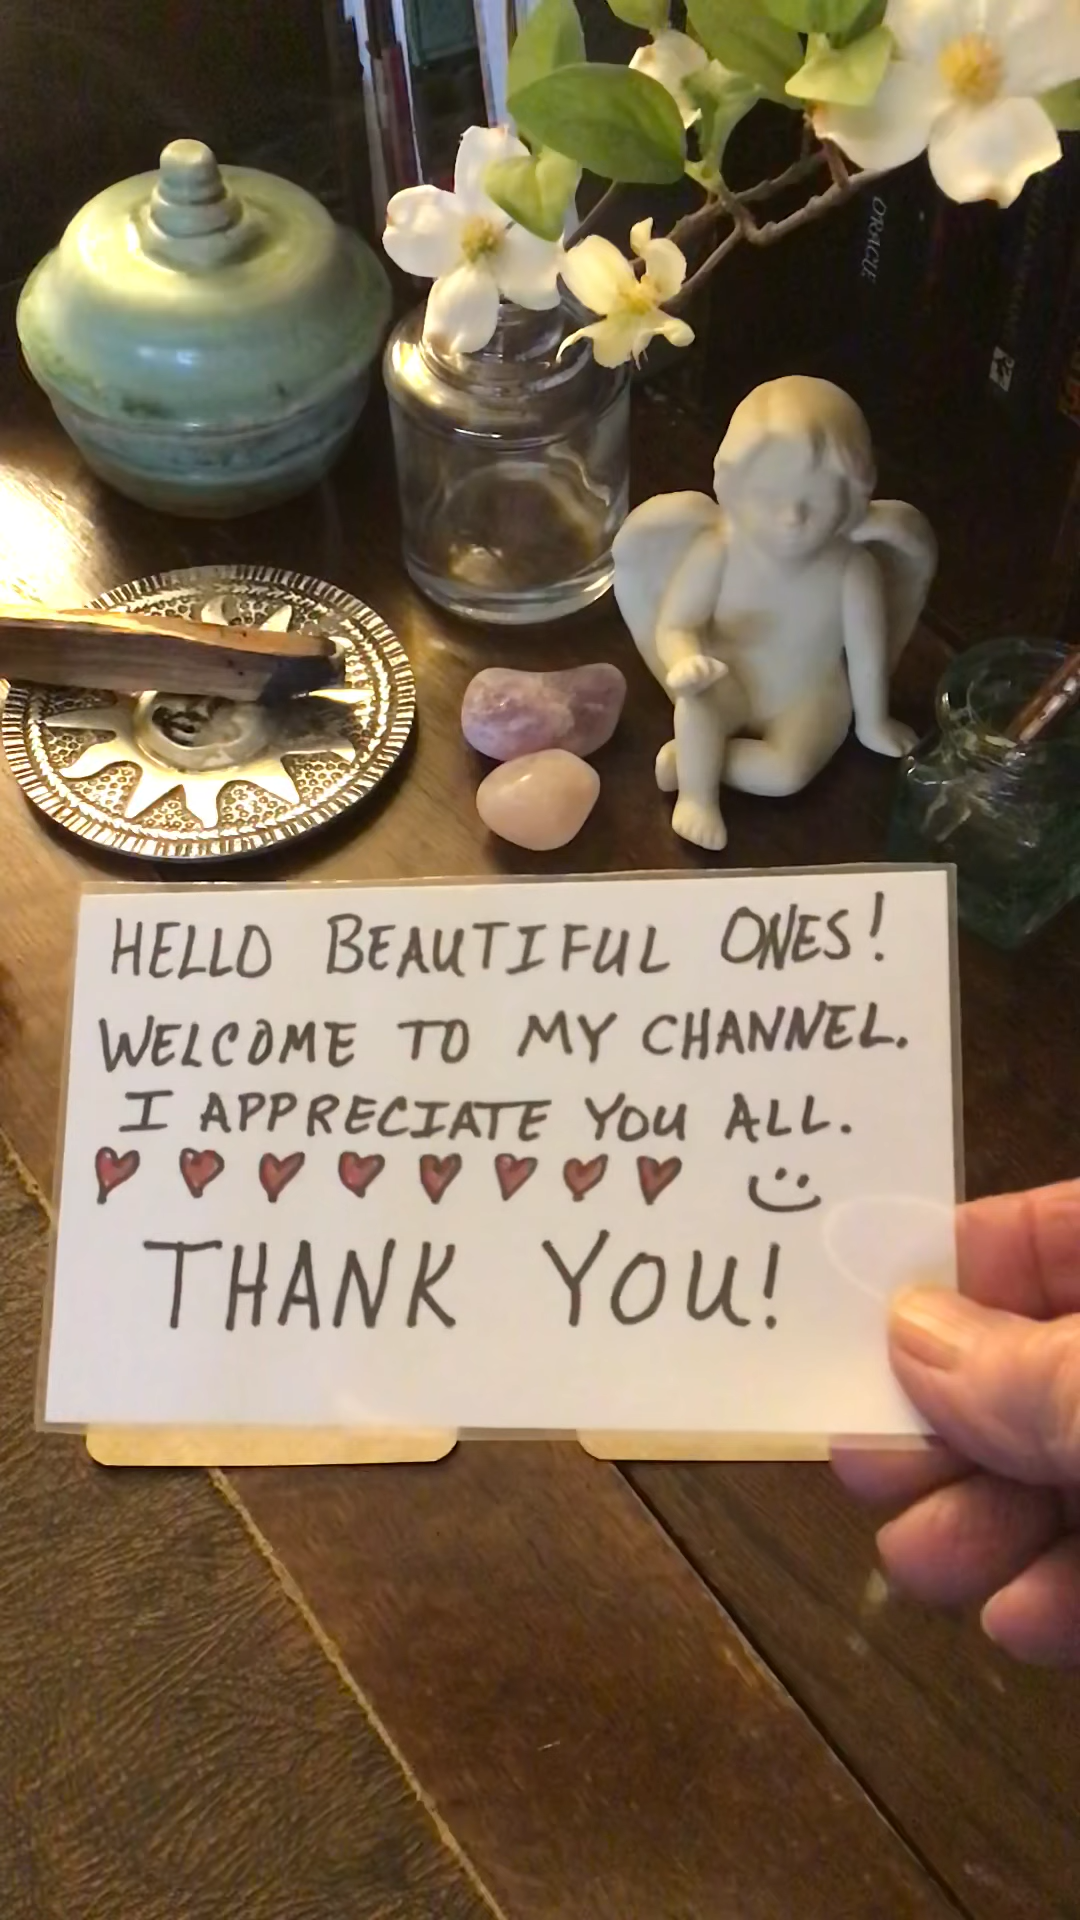 ORACLE
HELLO BEAUTIFUL ONES!
WELCOME TO MY CHANNEL.
I APPRECIATE YOU ALL.
THANK YOU!